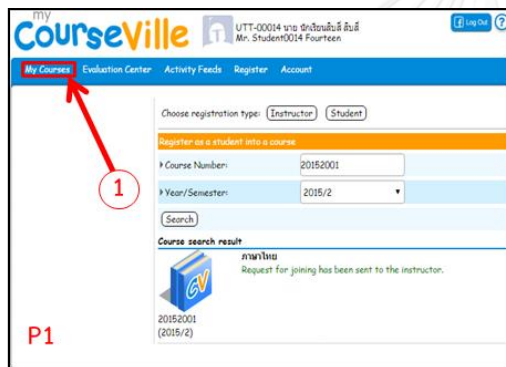 my
CourseVille
UTT-00014 นาย นักเรียนสิบสี่ สิบสี่
Mr. Student0014 Fourteen
Log Out
?
My Courses Evaluation Center Activity Feeds Register Account
Choose registration type: Instructor Student
Register as a student into a course
Course Number: 20152001
Year/Semester: 2015/2
Search
Course search result
ภาษาไทย
Request for joining has been sent to the instructor.
CV
20152001
(2015/2)
1
P1